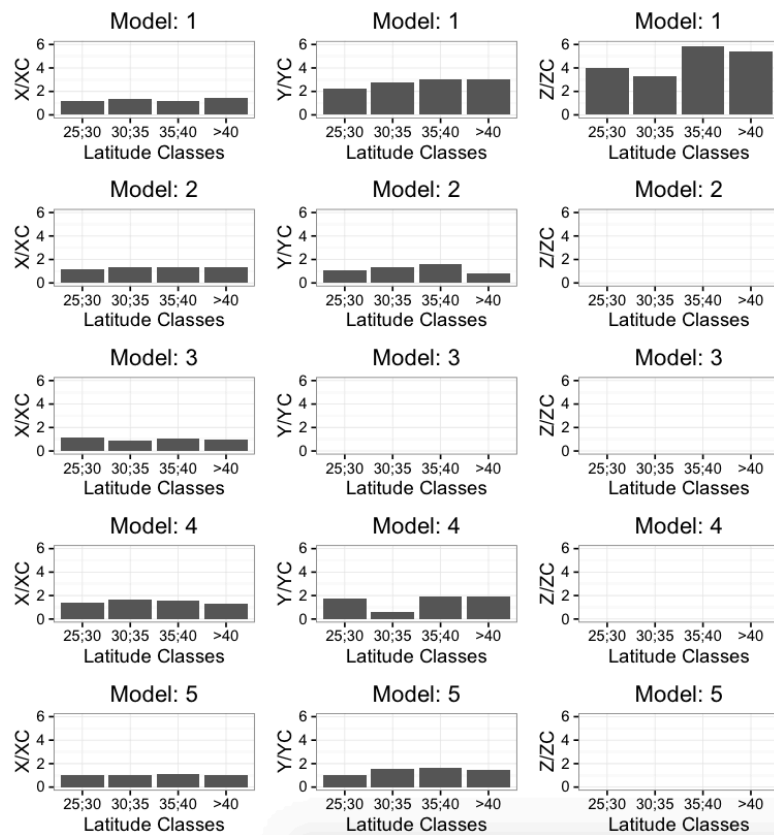 Model: 1 Model: 1 Model: 1
X/XC 6 4 2 0 Y/YC 6 4 2 0 Z/ZC 6 4 2 0
25;30 30;35 35;40 >40 25;30 30;35 35;40 >40 25;30 30;35 35;40 >40
Latitude Classes Latitude Classes Latitude Classes
Model: 2 Model: 2 Model: 2
X/XC 6 4 2 0 Y/YC 6 4 2 0 Z/ZC 6 4 2 0
25;30 30;35 35;40 >40 25;30 30;35 35;40 >40 25;30 30;35 35;40 >40
Latitude Classes Latitude Classes Latitude Classes
Model: 3 Model: 3 Model: 3
X/XC 6 4 2 0 Y/YC 6 4 2 0 Z/ZC 6 4 2 0
25;30 30;35 35;40 >40 25;30 30;35 35;40 >40 25;30 30;35 35;40 >40
Latitude Classes Latitude Classes Latitude Classes
Model: 4 Model: 4 Model: 4
X/XC 6 4 2 0 Y/YC 6 4 2 0 Z/ZC 6 4 2 0
25;30 30;35 35;40 >40 25;30 30;35 35;40 >40 25;30 30;35 35;40 >40
Latitude Classes Latitude Classes Latitude Classes
Model: 5 Model: 5 Model: 5
X/XC 6 4 2 0 Y/YC 6 4 2 0 Z/ZC 6 4 2 0
25;30 30;35 35;40 >40 25;30 30;35 35;40 >40 25;30 30;35 35;40 >40
Latitude Classes Latitude Classes Latitude Classes